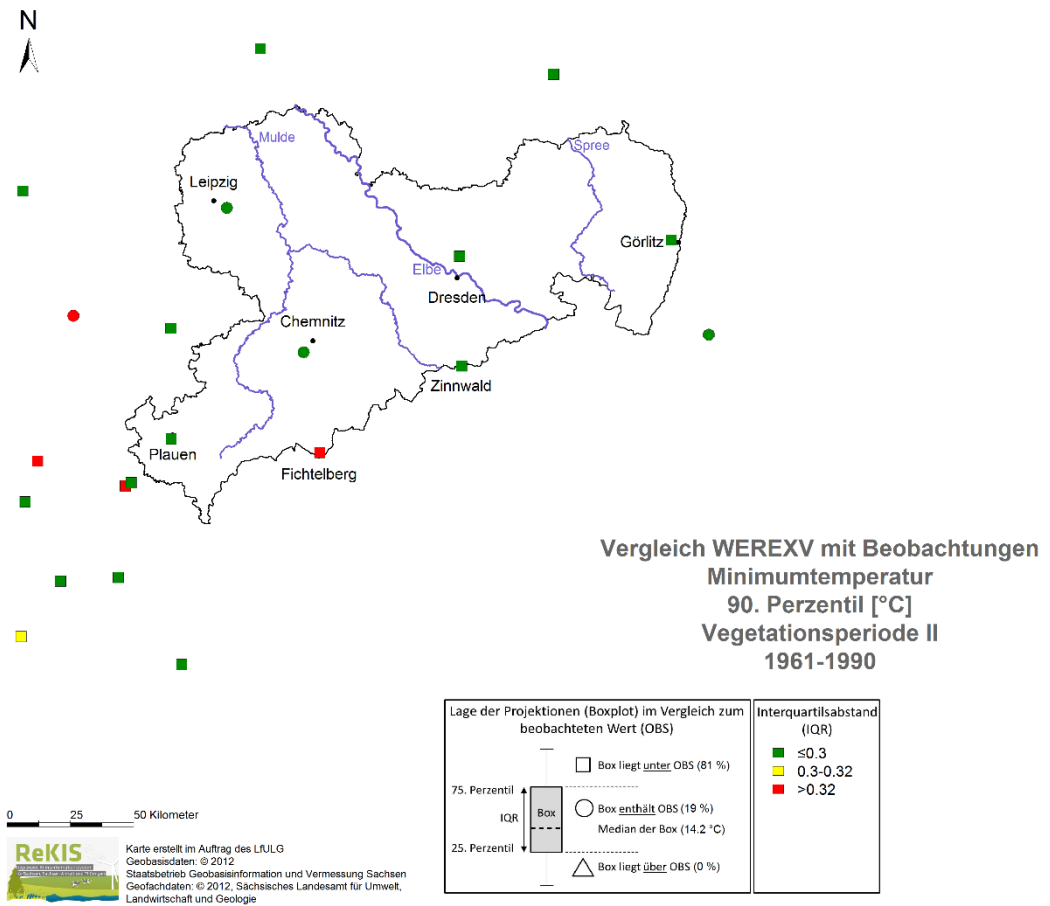 N
Mulde
Spree
Leipzig
Görlitz
Elbe
Dresden
Chemnitz
Zinnwald
Plauen
Fichtelberg
Vergleich WEREXV mit Beobachtungen
Minimumtemperatur
90. Perzentil [°C]
Vegetationsperiode II
1961-1990
Lage der Projektionen (Boxplot) im Vergleich zum
beobachteten Wert (OBS)
Box liegt unter OBS (81 %)
75. Perzentil
IQR
Box
Box enthält OBS (19 %)
Median der Box (14.2 °C)
25. Perzentil
Box liegt über OBS (0 %)
Interquartilsabstand
(IQR)
≤0.3
0.3-0.32
>0.32
0 25 50 Kilometer
ReKIS
Karte erstellt im Auftrag des LfULG
Geobasisdaten: © 2012
Staatsbetrieb Geobasisinformation und Vermessung Sachsen
Geofachdaten: © 2012, Sächsisches Landesamt für Umwelt,
Landwirtschaft und Geologie